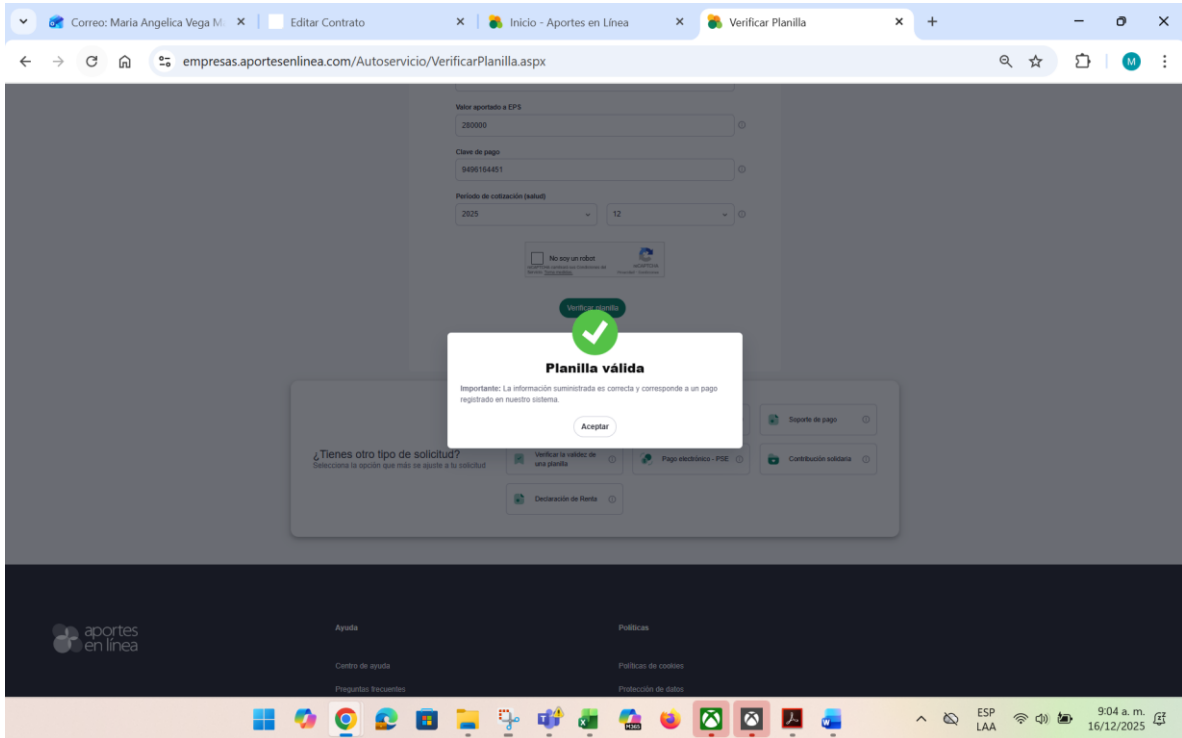 Correo: Maria Angelica Vega M
Editar Contrato
Inicio - Aportes en Línea
Verificar Planilla
empresas.aportesenlinea.com/Autoservicio/VerificarPlanilla.aspx
M
Valor aportado a EPS
280000
Clave de pago
9496164451
Período de cotización (salud)
2025
12
No soy un robot
reCAPTCHA
Verificar planilla
Planilla válida
Importante: La información suministrada es correcta y corresponde a un pago
registrado en nuestro sistema.
Aceptar
Soporte de pago
¿Tienes otro tipo de solicitud?
Selecciona la opción que más se ajuste a tu solicitud
Verificar la validez de
una planilla
Pago electrónico - PSE
Contribución solidaria
Declaración de Renta
aportes
en línea
Ayuda
Políticas
Centro de ayuda
Políticas de cookies
Preguntas frecuentes
Protección de datos
M365
ESP
LAA
9:04 a. m.
16/12/2025